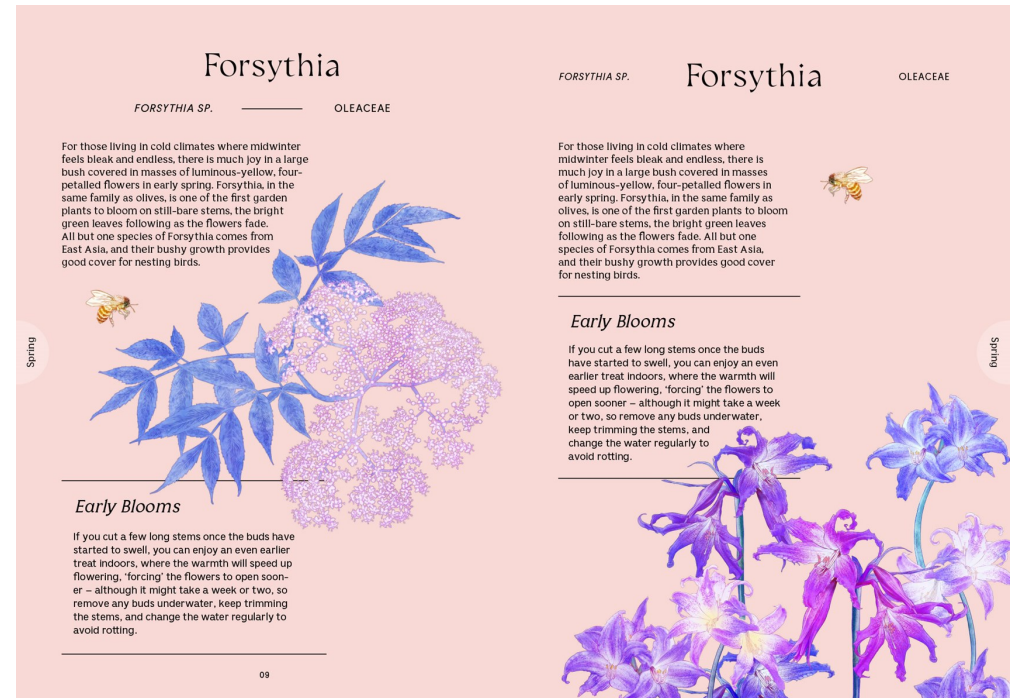 Forsythia
FORSYTHIA SP.
OLEACEAE
For those living in cold climates where midwinter
feels bleak and endless, there is much joy in a large
bush covered in masses of luminous-yellow, four-
petalled flowers in early spring. Forsythia, in the
same family as olives, is one of the first garden
plants to bloom on still-bare stems, the bright
green leaves following as the flowers fade.
All but one species of Forsythia comes from
East Asia, and their bushy growth provides
good cover for nesting birds.
Spring
Early Blooms
If you cut a few long stems once the buds have
started to swell, you can enjoy an even earlier
treat indoors, where the warmth will speed up
flowering, ‘forcing’ the flowers to open soon-
er – although it might take a week or two, so
remove any buds underwater, keep trimming
the stems, and change the water regularly to
avoid rotting.
09
FORSYTHIA SP.
Forsythia
OLEACEAE
For those living in cold climates where
midwinter feels bleak and endless, there is
much joy in a large bush covered in masses
of luminous-yellow, four-petalled flowers in
early spring. Forsythia, in the same family as
olives, is one of the first garden plants to bloom
on still-bare stems, the bright green leaves
following as the flowers fade. All but one
species of Forsythia comes from East Asia,
and their bushy growth provides good cover
for nesting birds.
Early Blooms
If you cut a few long stems once the buds
have started to swell, you can enjoy an even
earlier treat indoors, where the warmth will
speed up flowering, ‘forcing’ the flowers to
open sooner – although it might take a week
or two, so remove any buds underwater,
keep trimming the stems, and
change the water regularly to
avoid rotting.
Spring